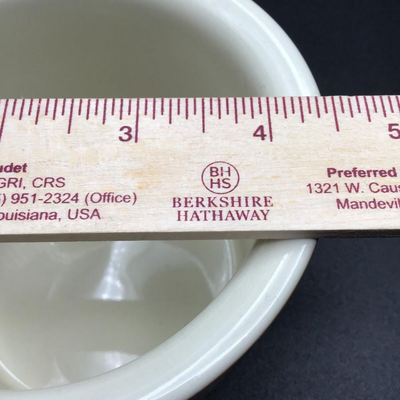 3 4 5
udet
GRI, CRS
) 951-2324 (Office)
ouisiana, USA
BH
HS
BERKSHIRE
HATHAWAY
Preferred
1321 W. Caus
Mandevil